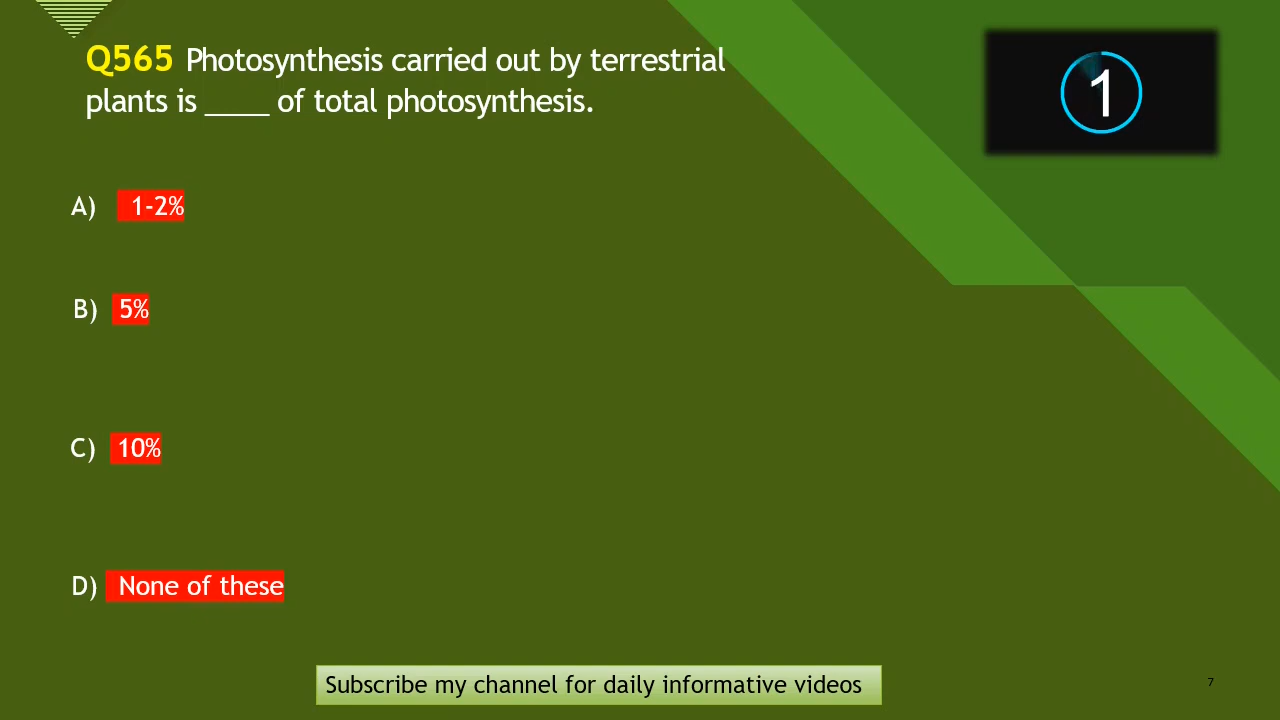 Q565 Photosynthesis carried out by terrestrial
plants is _____ of total photosynthesis.
1
A) 1-2%
B) 5%
C) 10%
D) None of these
Subscribe my channel for daily informative videos
7